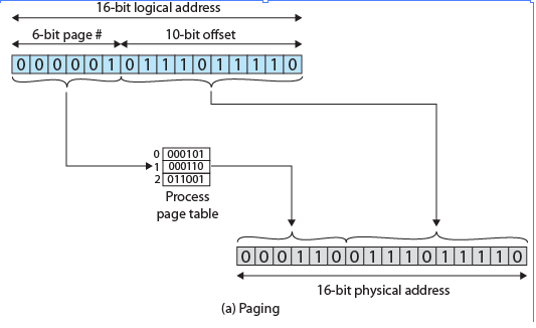 16-bit logical address
6-bit page # 10-bit offset
0 0 0 0 0 1 0 1 1 1 0 1 1 1 1 0
0 000101
1 000110
2 011001
Process
page table
0 0 0 1 1 0 0 1 1 1 0 1 1 1 1 0
16-bit physical address
(a) Paging